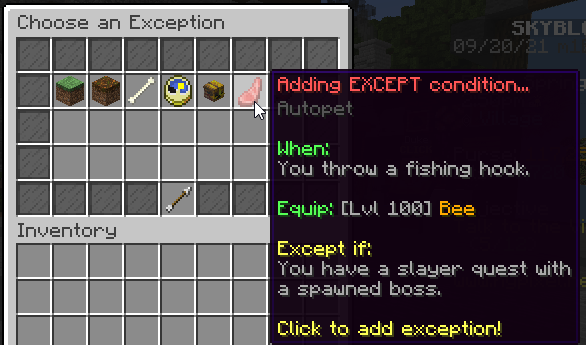 Choose an Exception
SKYBLO
09/20/21
Adding EXCEPT condition...
Autopet
When:
You throw a fishing hook.
Equip: [Lvl 100] Bee
Except if:
You have a slayer quest with
a spawned boss.
Click to add exception!
Inventory